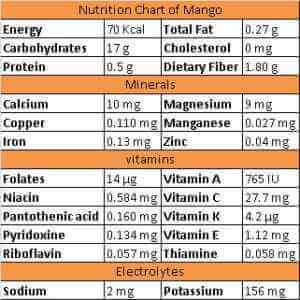 Nutrition Chart of Mango
Energy 70 Kcal Total Fat 0.27 g
Carbohydrates 17 g Cholesterol 0 mg
Protein 0.5 g Dietary Fiber 1.80 g
Minerals
Calcium 10 mg Magnesium 9 mg
Copper 0.110 mg Manganese 0.027 mg
Iron 0.13 mg Zinc 0.04 mg
vitamins
Folates 14 µg Vitamin A 765 IU
Niacin 0.584 mg Vitamin C 27.7 mg
Pantothenic acid 0.160 mg Vitamin K 4.2 µg
Pyridoxine 0.134 mg Vitamin E 1.12 mg
Riboflavin 0.057 mg Thiamine 0.058 mg
Electrolytes
Sodium 2 mg Potassium 156 mg